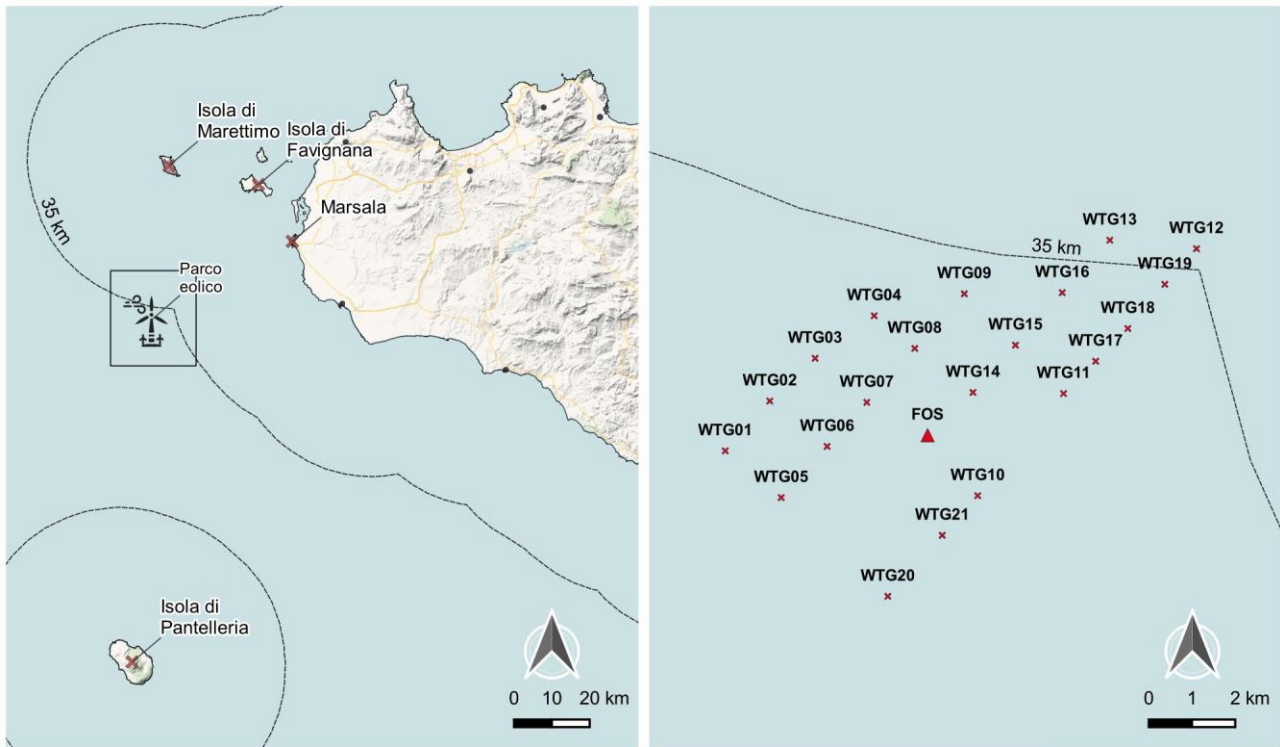 Isola di
Marettimo
Isola di
Favignana
Marsala
35 km
Parco
eolico
Isola di
Pantelleria
0 10 20 km
WTG13
WTG12
35 km
WTG19
WTG09
WTG16
WTG04
WTG18
WTG08
WTG15
WTG03
WTG17
WTG02
WTG07
WTG14
WTG11
FOS
WTG01
WTG06
WTG05
WTG10
WTG21
WTG20
0 1 2 km